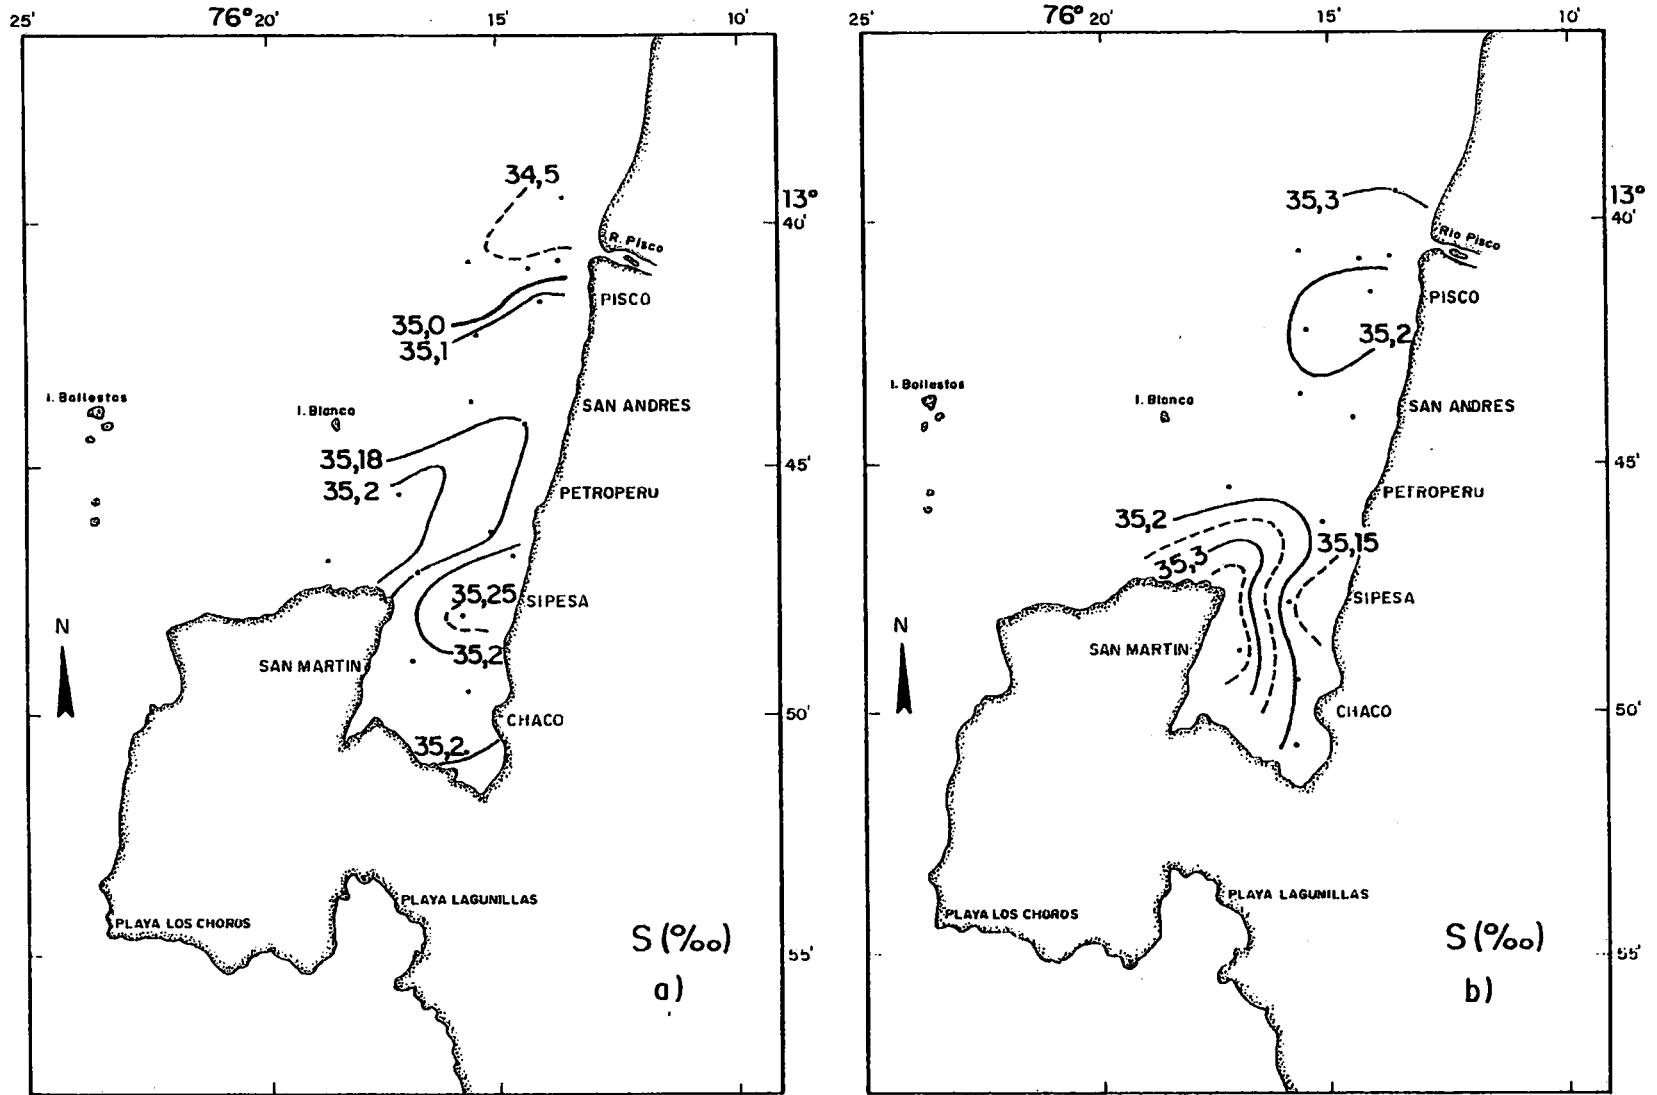 25' 76° 20' 15' 10'
34,5
13°
40'
R. Pisco
PISCO
35,0
35,1
I. Ballestas
I. Blanca
SAN ANDRES
35,18
45'
35,2
PETROPERU
35,25
SIPESA
N
35,2
SAN MARTIN
50'
CHACO
35,2
PLAYA LAGUNILLAS
PLAYA LOS CHOROS
S (‰)
55'
a)
25' 76° 20' 15' 10'
35,3
13°
40'
Rio Pisco
PISCO
35,2
I. Ballestas
I. Blanca
SAN ANDRES
45'
PETROPERU
35,2
35,15
35,3
SIPESA
N
SAN MARTIN
50'
CHACO
PLAYA LAGUNILLAS
PLAYA LOS CHOROS
S (‰)
55'
b)